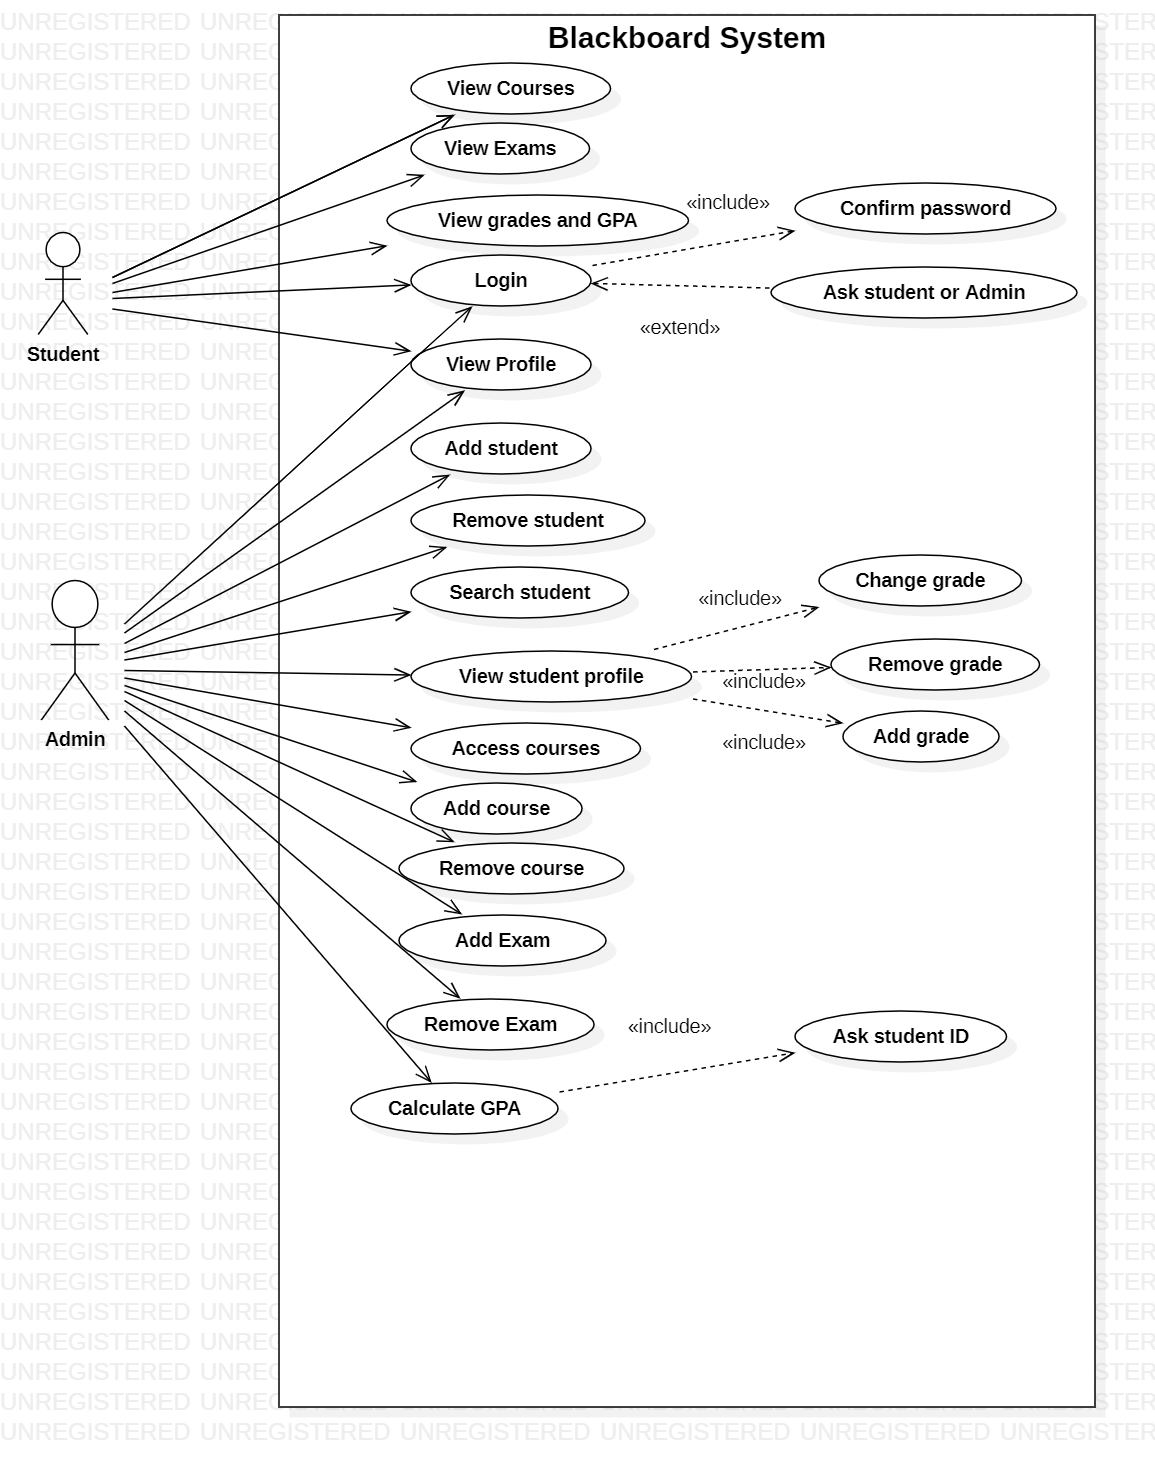 Blackboard System
View Courses
View Exams
View grades and GPA
«include»
Confirm password
Login
Ask student or Admin
«extend»
Student
View Profile
Add student
Remove student
Search student
«include»
Change grade
Admin
View student profile
«include»
Remove grade
«include»
Add grade
Access courses
Add course
Remove course
Add Exam
Remove Exam
«include»
Ask student ID
Calculate GPA
UNREGISTERED UNREGISTERED UNREGISTERED UNREGISTERED UNREGISTERED UNREGISTER